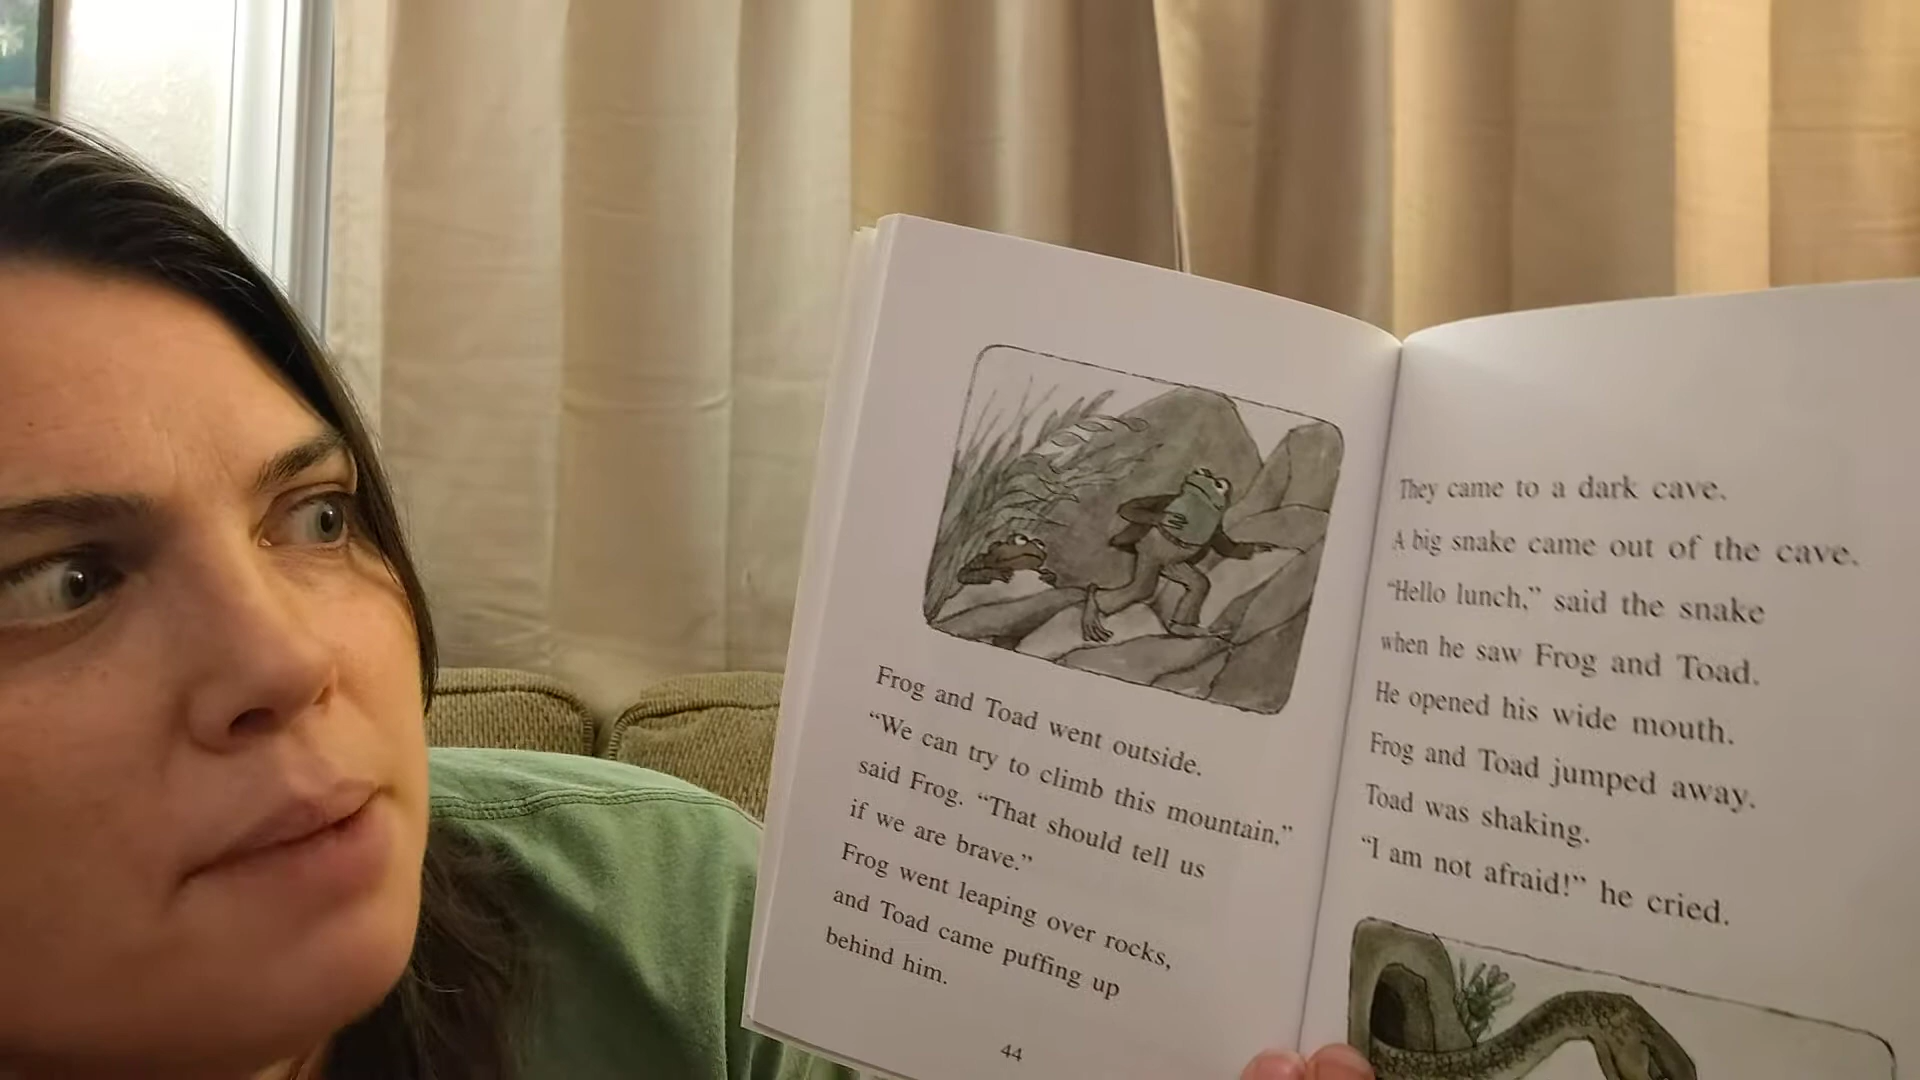 Frog and Toad went outside.
“We can try to climb this mountain,”
said Frog. “That should tell us
if we are brave.”
Frog went leaping over rocks,
and Toad came puffing up
behind him.
44
They came to a dark cave.
A big snake came out of the cave.
“Hello lunch,” said the snake
when he saw Frog and Toad.
He opened his wide mouth.
Frog and Toad jumped away.
Toad was shaking.
“I am not afraid!” he cried.